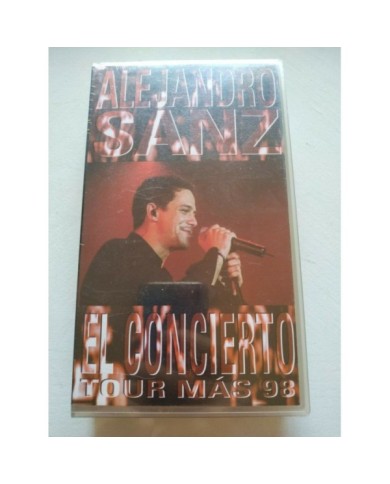 ALEJANDRO
SANZ
EL CONCIERTO
TOUR MÁS 98